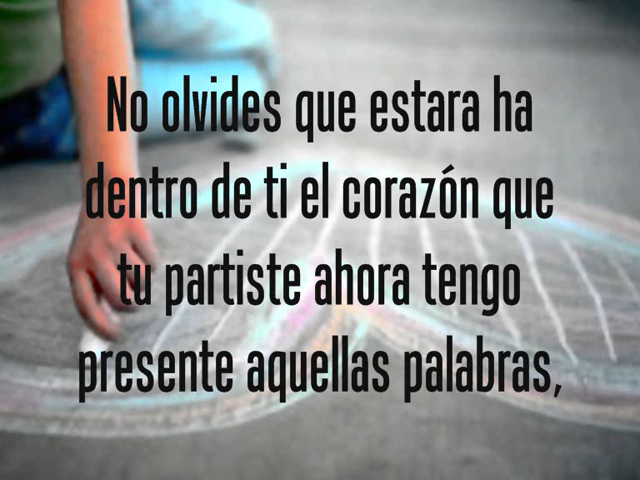 No olvides que estara ha
dentro de ti el corazón que
tu partiste ahora tengo
presente aquellas palabras,